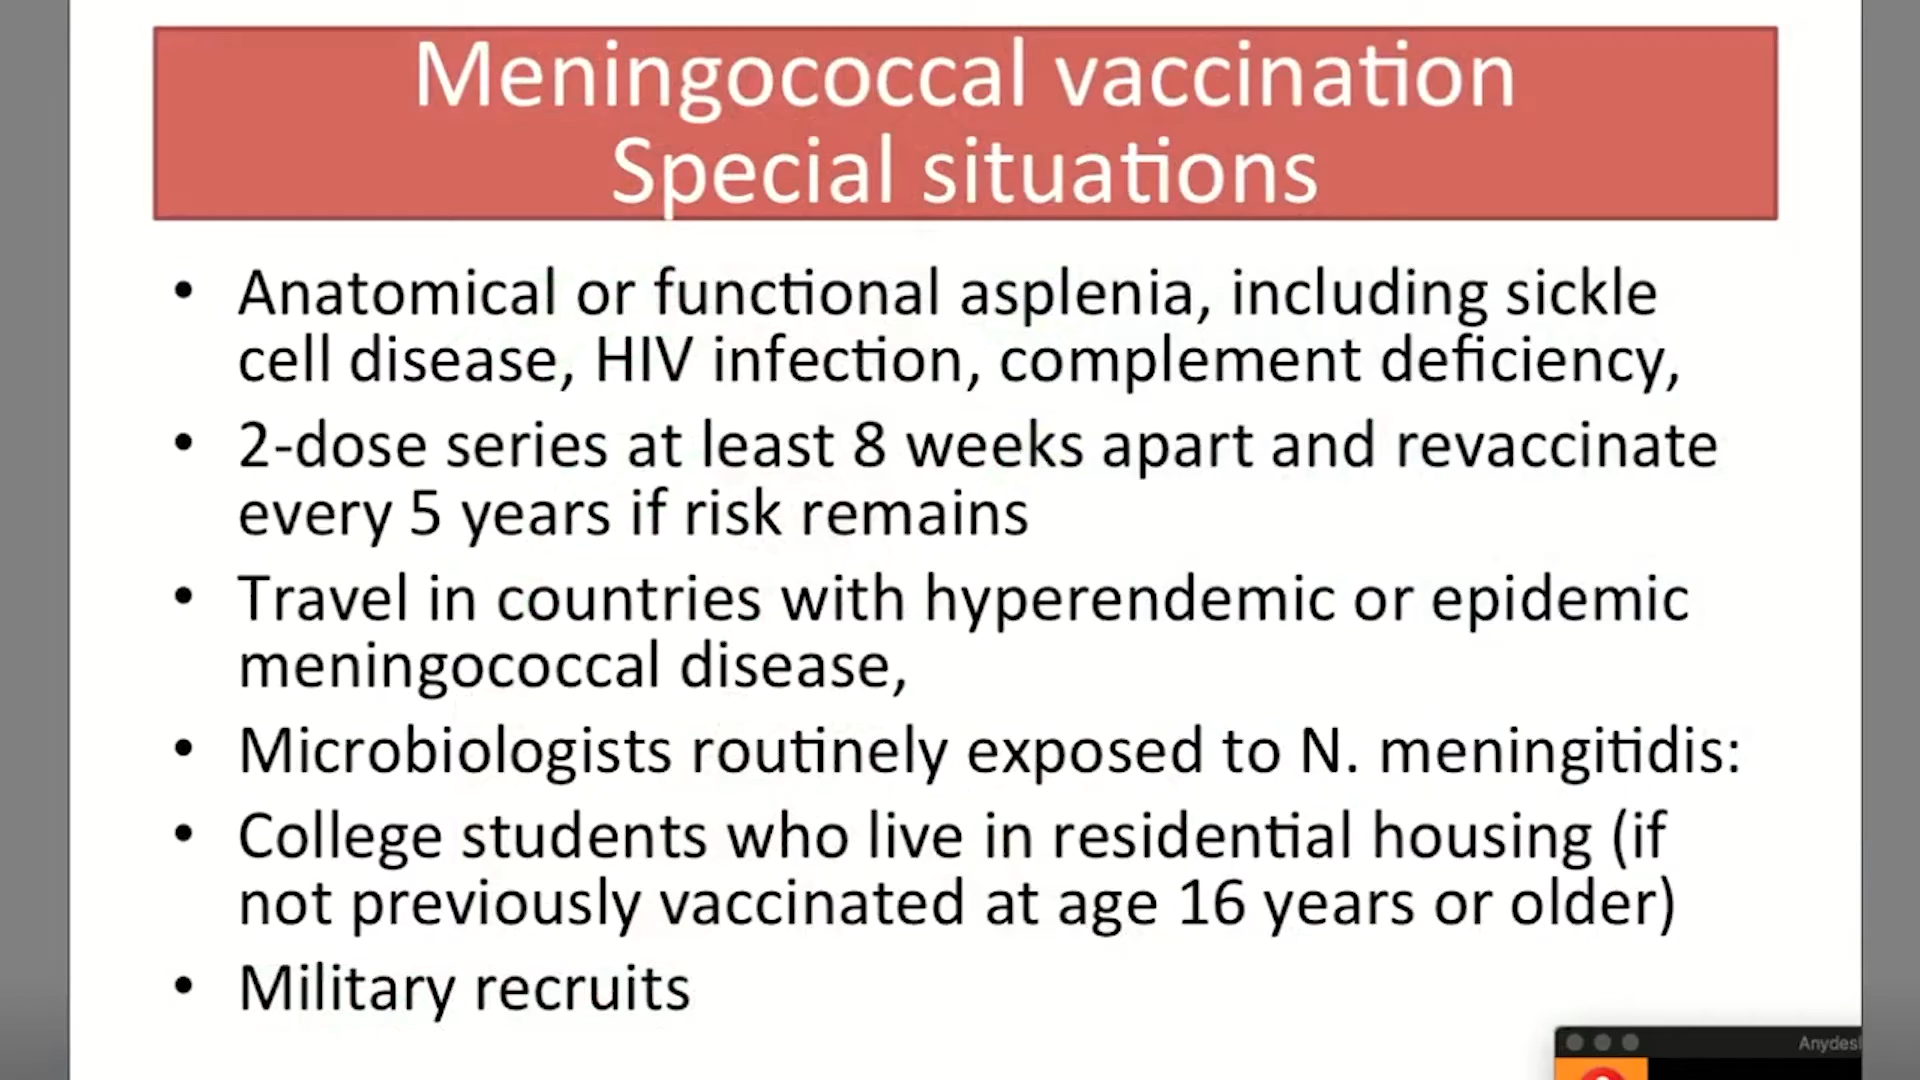 Meningococcal vaccination
Special situations
• Anatomical or functional asplenia, including sickle
cell disease, HIV infection, complement deficiency,
• 2-dose series at least 8 weeks apart and revaccinate
every 5 years if risk remains
• Travel in countries with hyperendemic or epidemic
meningococcal disease,
• Microbiologists routinely exposed to N. meningitidis:
• College students who live in residential housing (if
not previously vaccinated at age 16 years or older)
• Military recruits